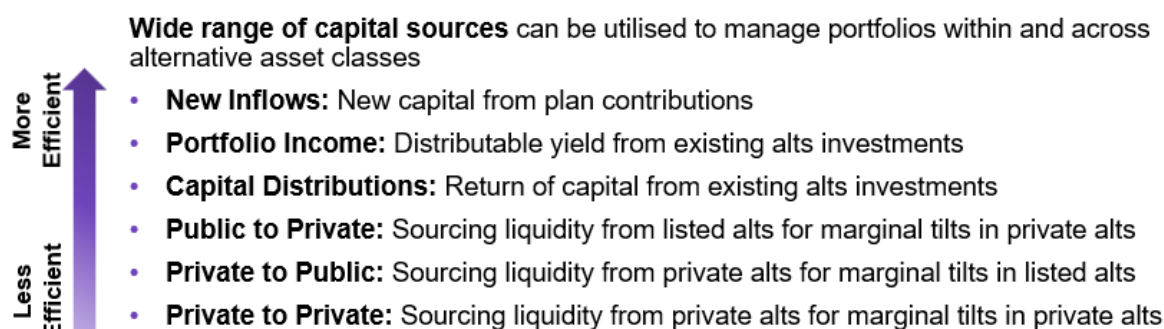 Wide range of capital sources can be utilised to manage portfolios within and across
alternative asset classes
More
Efficient
• New Inflows: New capital from plan contributions
• Portfolio Income: Distributable yield from existing alts investments
• Capital Distributions: Return of capital from existing alts investments
• Public to Private: Sourcing liquidity from listed alts for marginal tilts in private alts
Less
Efficient
• Private to Public: Sourcing liquidity from private alts for marginal tilts in listed alts
• Private to Private: Sourcing liquidity from private alts for marginal tilts in private alts